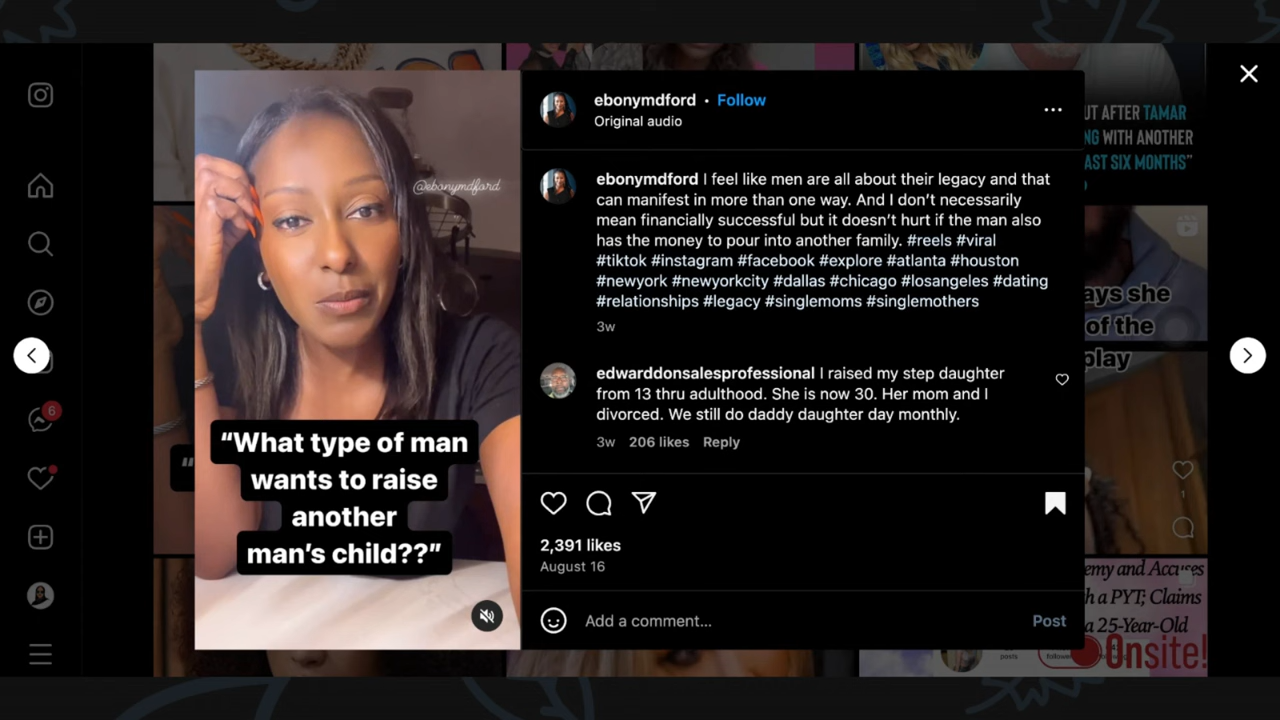 ebonymdford • Follow
Original audio
@ebonymdford
ebonymdford I feel like men are all about their legacy and that
can manifest in more than one way. And I don't necessarily
mean financially successful but it doesn't hurt if the man also
has the money to pour into another family. #reels #viral
#tiktok #instagram #facebook #explore #atlanta #houston
#newyork #newyorkcity #dallas #chicago #losangeles #dating
#relationships #legacy #singlemoms #singlemothers
3w
edwarddonsalesprofessional I raised my step daughter
from 13 thru adulthood. She is now 30. Her mom and I
divorced. We still do daddy daughter day monthly.
3w 206 likes Reply
“What type of man
wants to raise
another
man's child??”
2,391 likes
August 16
Add a comment... Post
6
UT AFTER TAMAR
NG WITH ANOTHER
AST SIX MONTHS”
ays she
of the
play
1
emy and Accuses
h a PYT; Claims
a 25-Year-Old
posts
Onsite!